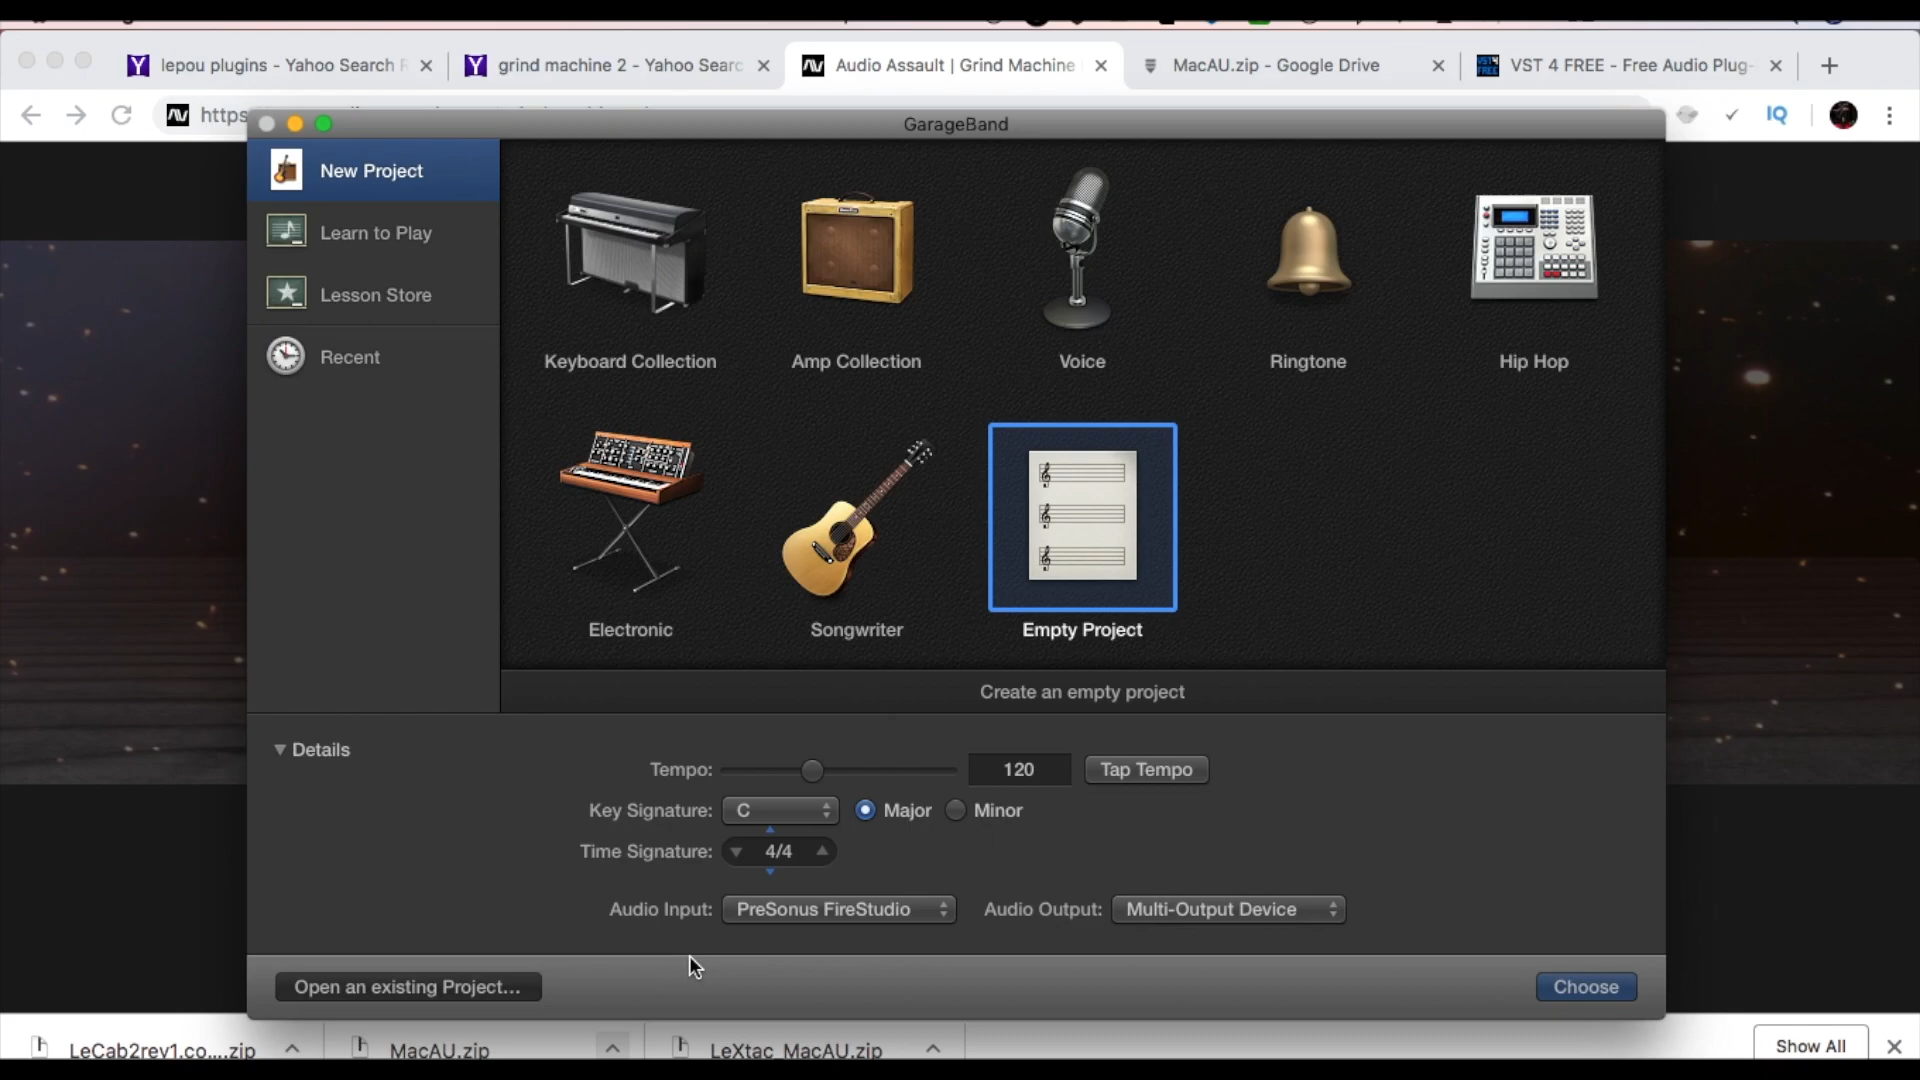 lepou plugins - Yahoo Search R
grind machine 2 - Yahoo Searc
Audio Assault | Grind Machine
MacAU.zip - Google Drive
VST 4 FREE - Free Audio Plug-
https
IQ
GarageBand
New Project
Learn to Play
Lesson Store
Recent
Keyboard Collection
Amp Collection
Voice
Ringtone
Hip Hop
Electronic
Songwriter
Empty Project
Create an empty project
Details
Tempo:
120
Tap Tempo
Key Signature:
C
Major
Minor
Time Signature:
4/4
Audio Input:
PreSonus FireStudio
Audio Output:
Multi-Output Device
Open an existing Project...
Choose
LeCab2rev1.co....zip
MacAU.zip
LeXtac_MacAU.zip
Show All